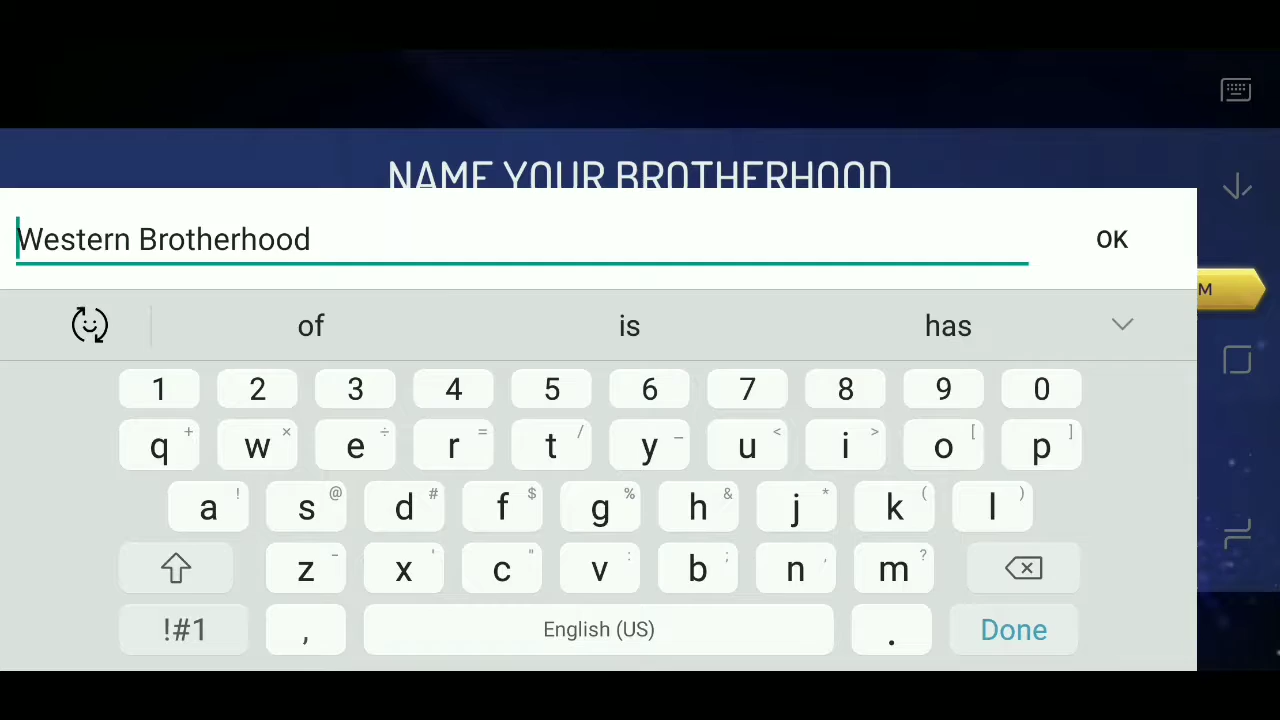 NAME YOUR BROTHERHOOD
Western Brotherhood
OK
M
of is has
1 2 3 4 5 6 7 8 9 0
q + w × e ÷ r = t / y _ u < i > o [ p ]
a ! s @ d # f $ g % h & j * k ( l )
z - x ' c " v : b ; n , m ?
!#1 , English (US) . Done